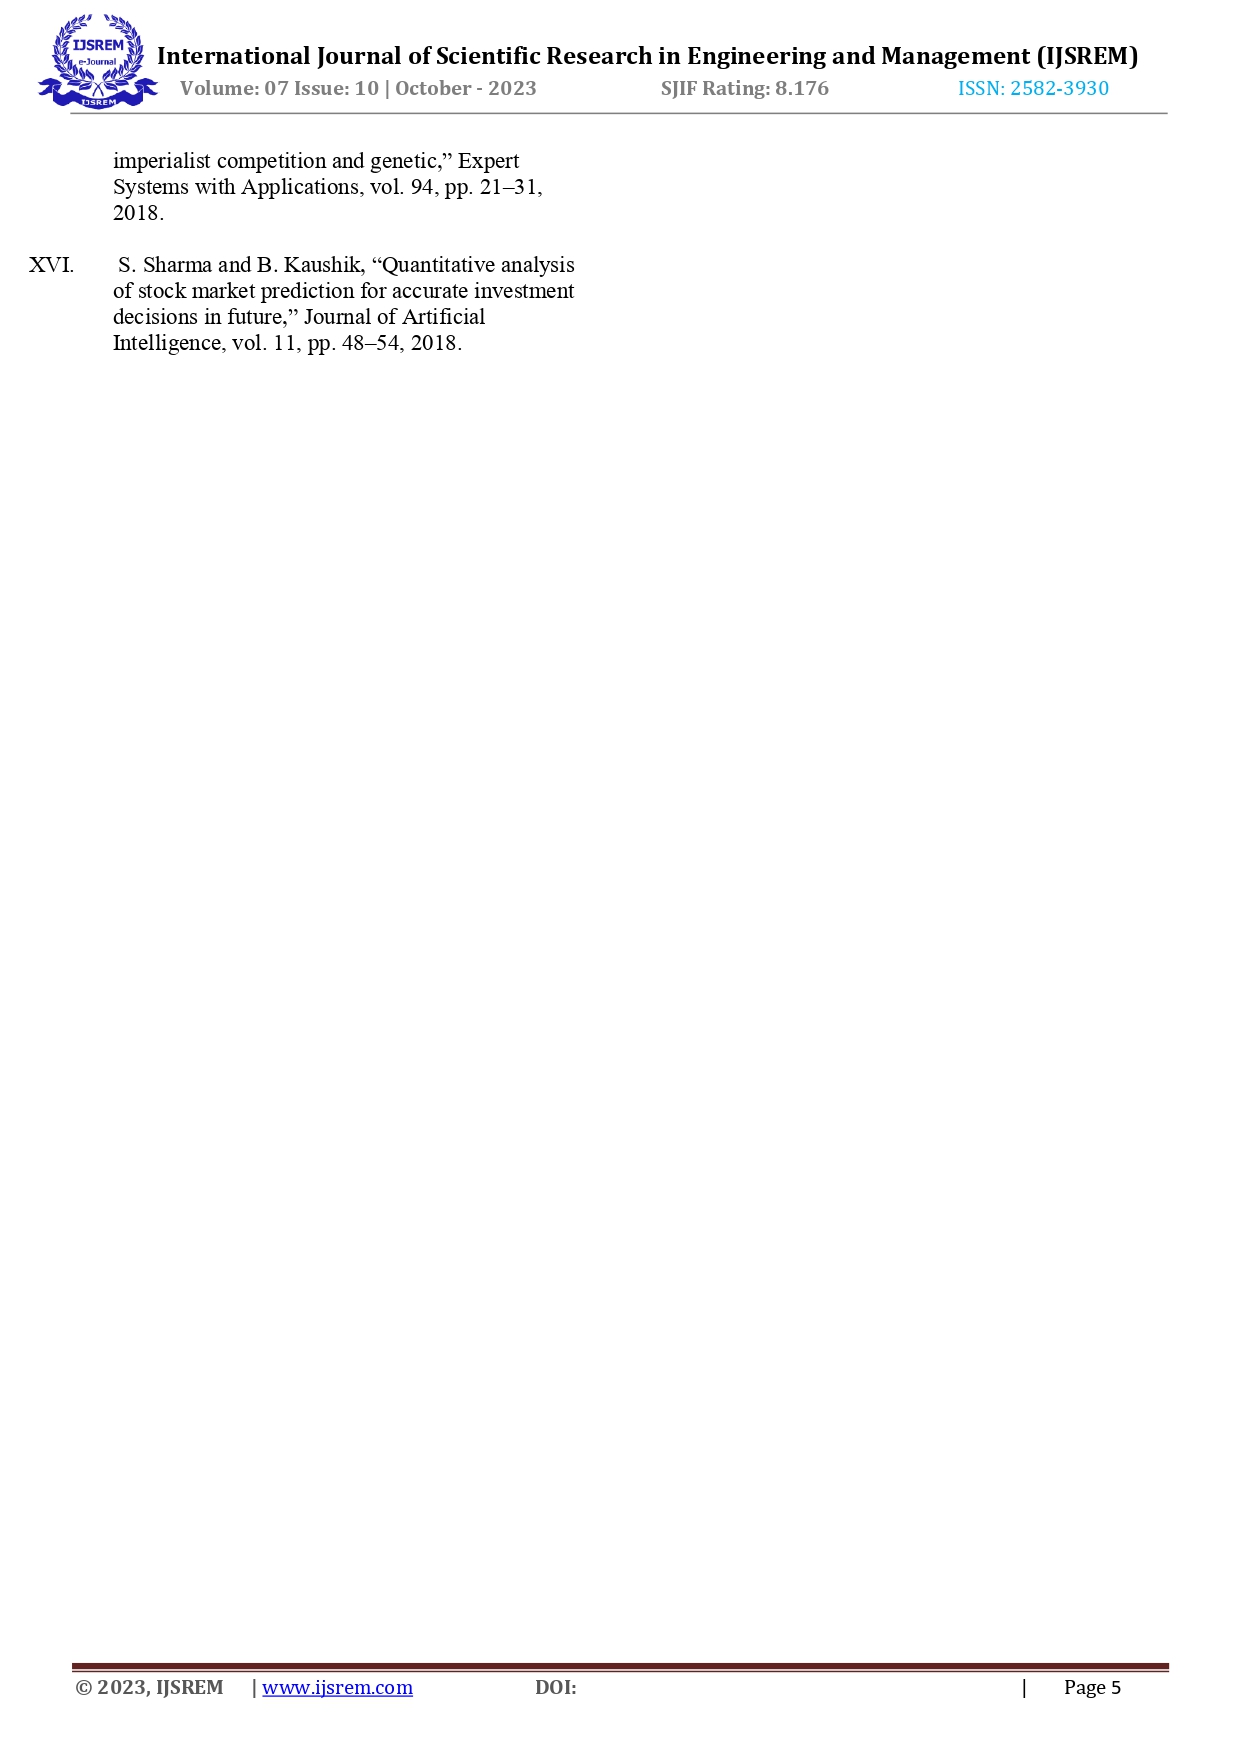 IJSREM
e-Journal
IJSREM
International Journal of Scientific Research in Engineering and Management (IJSREM)
Volume: 07 Issue: 10 | October - 2023 SJIF Rating: 8.176 ISSN: 2582-3930
imperialist competition and genetic,” Expert
Systems with Applications, vol. 94, pp. 21–31,
2018.
XVI. S. Sharma and B. Kaushik, “Quantitative analysis
of stock market prediction for accurate investment
decisions in future,” Journal of Artificial
Intelligence, vol. 11, pp. 48–54, 2018.
© 2023, IJSREM | www.ijsrem.com DOI: | Page 5